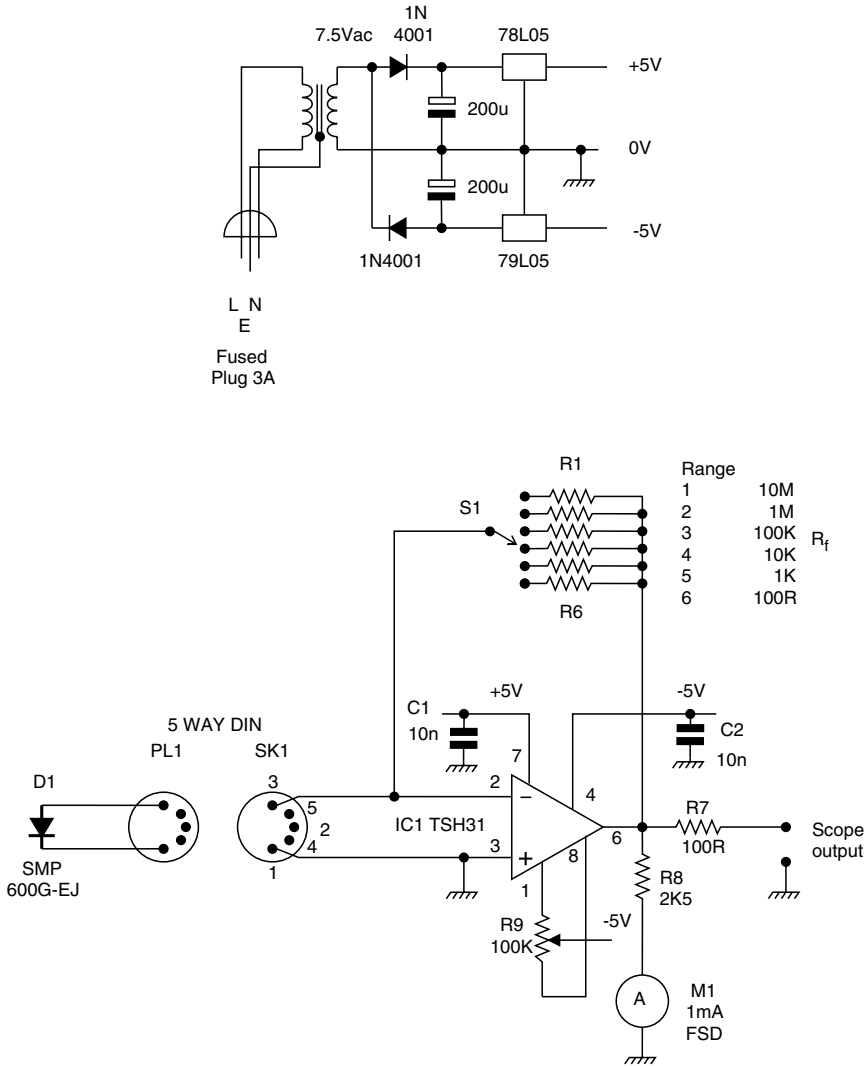 1N
7.5Vac 4001 78L05
+5V
200u
0V
200u
-5V
1N4001 79L05
L N
E
Fused
Plug 3A
R1
Range
1 10M
S1 2 1M
3 100K
Rf
4 10K
5 1K
R6 6 100R
C1 +5V -5V
10n C2
10n
5 WAY DIN
PL1 SK1
7
D1 3
5 2 4
IC1 TSH31 − 6 R7
2 100R Scope
output
4 3 + 8
SMP
600G-EJ 1 1 R8
2K5
R9 -5V
100K
A M1
1mA
FSD